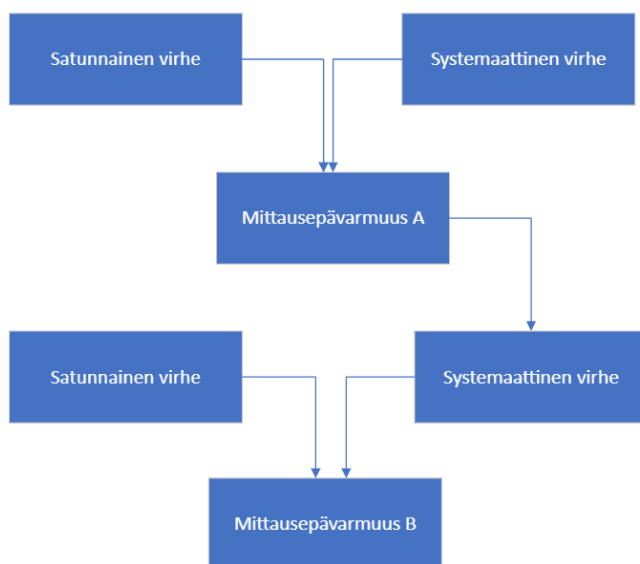 Satunnainen virhe
Systemaattinen virhe
Mittausepävarmuus A
Satunnainen virhe
Systemaattinen virhe
Mittausepävarmuus B